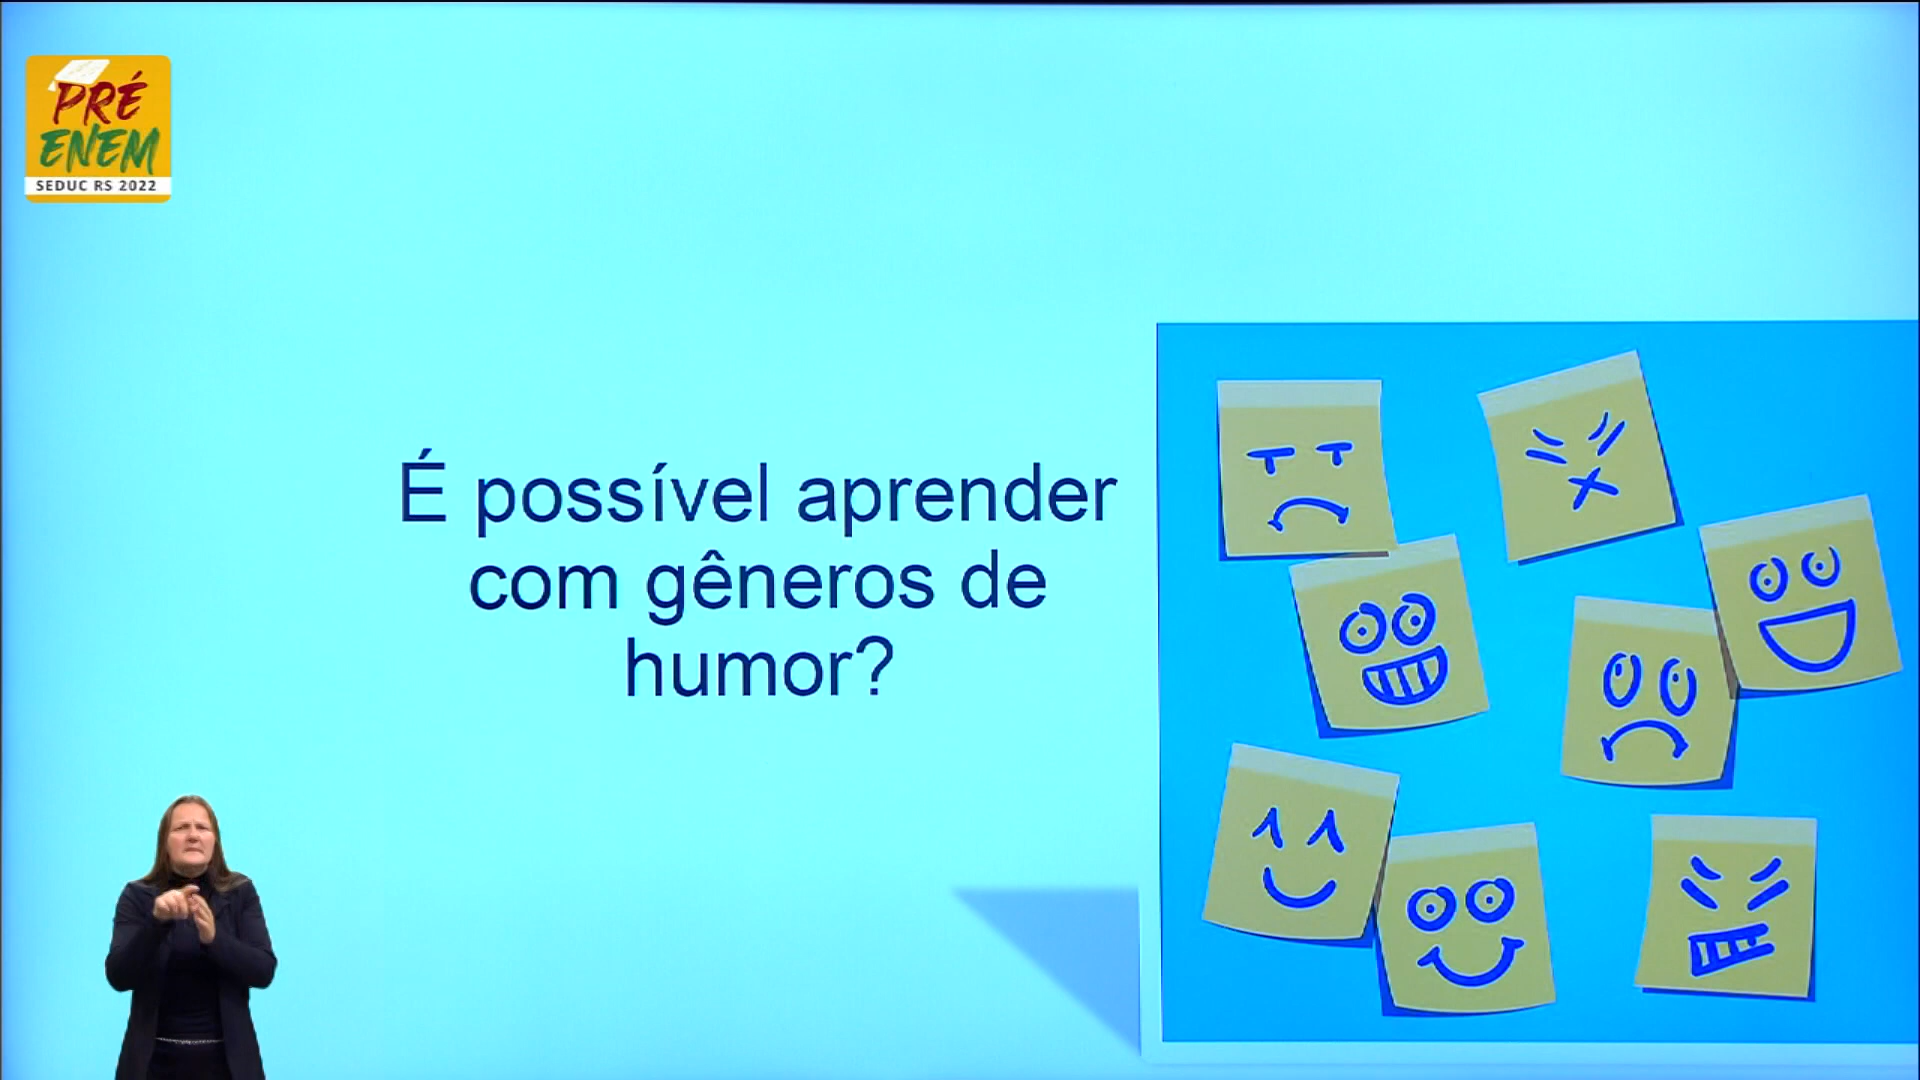 PRÉ
ENEM
SEDUC RS 2022
É possível aprender
com gêneros de
humor?